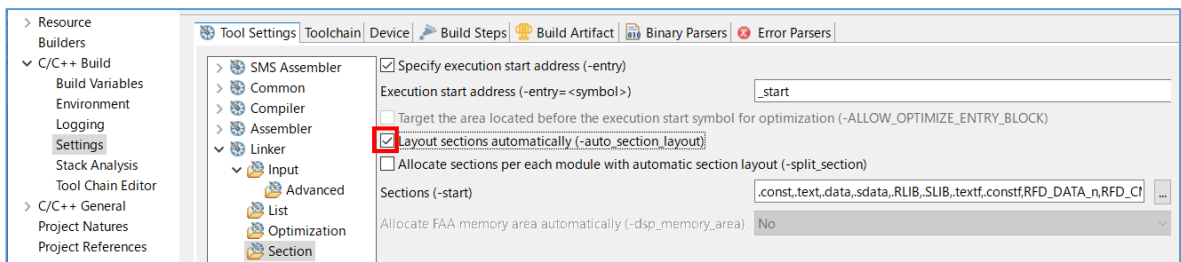 Resource
Builders
C/C++ Build
Build Variables
Environment
Logging
Settings
Stack Analysis
Tool Chain Editor
C/C++ General
Project Natures
Project References
Tool Settings Toolchain Device Build Steps Build Artifact Binary Parsers Error Parsers
SMS Assembler
Common
Compiler
Assembler
Linker
Input
Advanced
List
Optimization
Section
Specify execution start address (-entry)
Execution start address (-entry=<symbol>) _start
Target the area located before the execution start symbol for optimization (-ALLOW_OPTIMIZE_ENTRY_BLOCK)
Layout sections automatically (-auto_section_layout)
Allocate sections per each module with automatic section layout (-split_section)
Sections (-start) .const,.text,.data,.sdata,.RLIB,.SLIB,.textf,.constf,RFD_DATA_n,RFD_CM ...
Allocate FAA memory area automatically (-dsp_memory_area) No